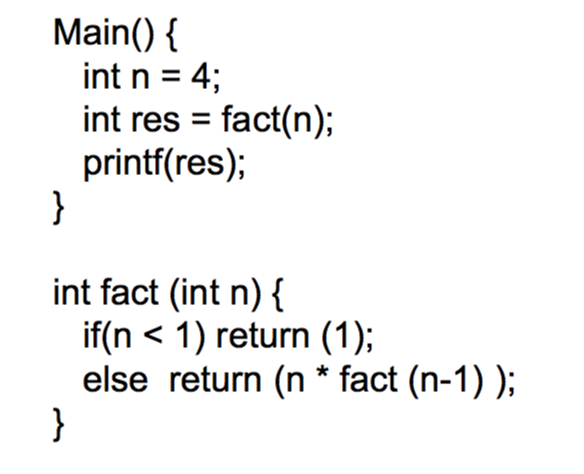 Main() {
int n = 4;
int res = fact(n);
printf(res);
}
int fact (int n) {
if(n < 1) return (1);
else  return (n * fact (n-1) );
}